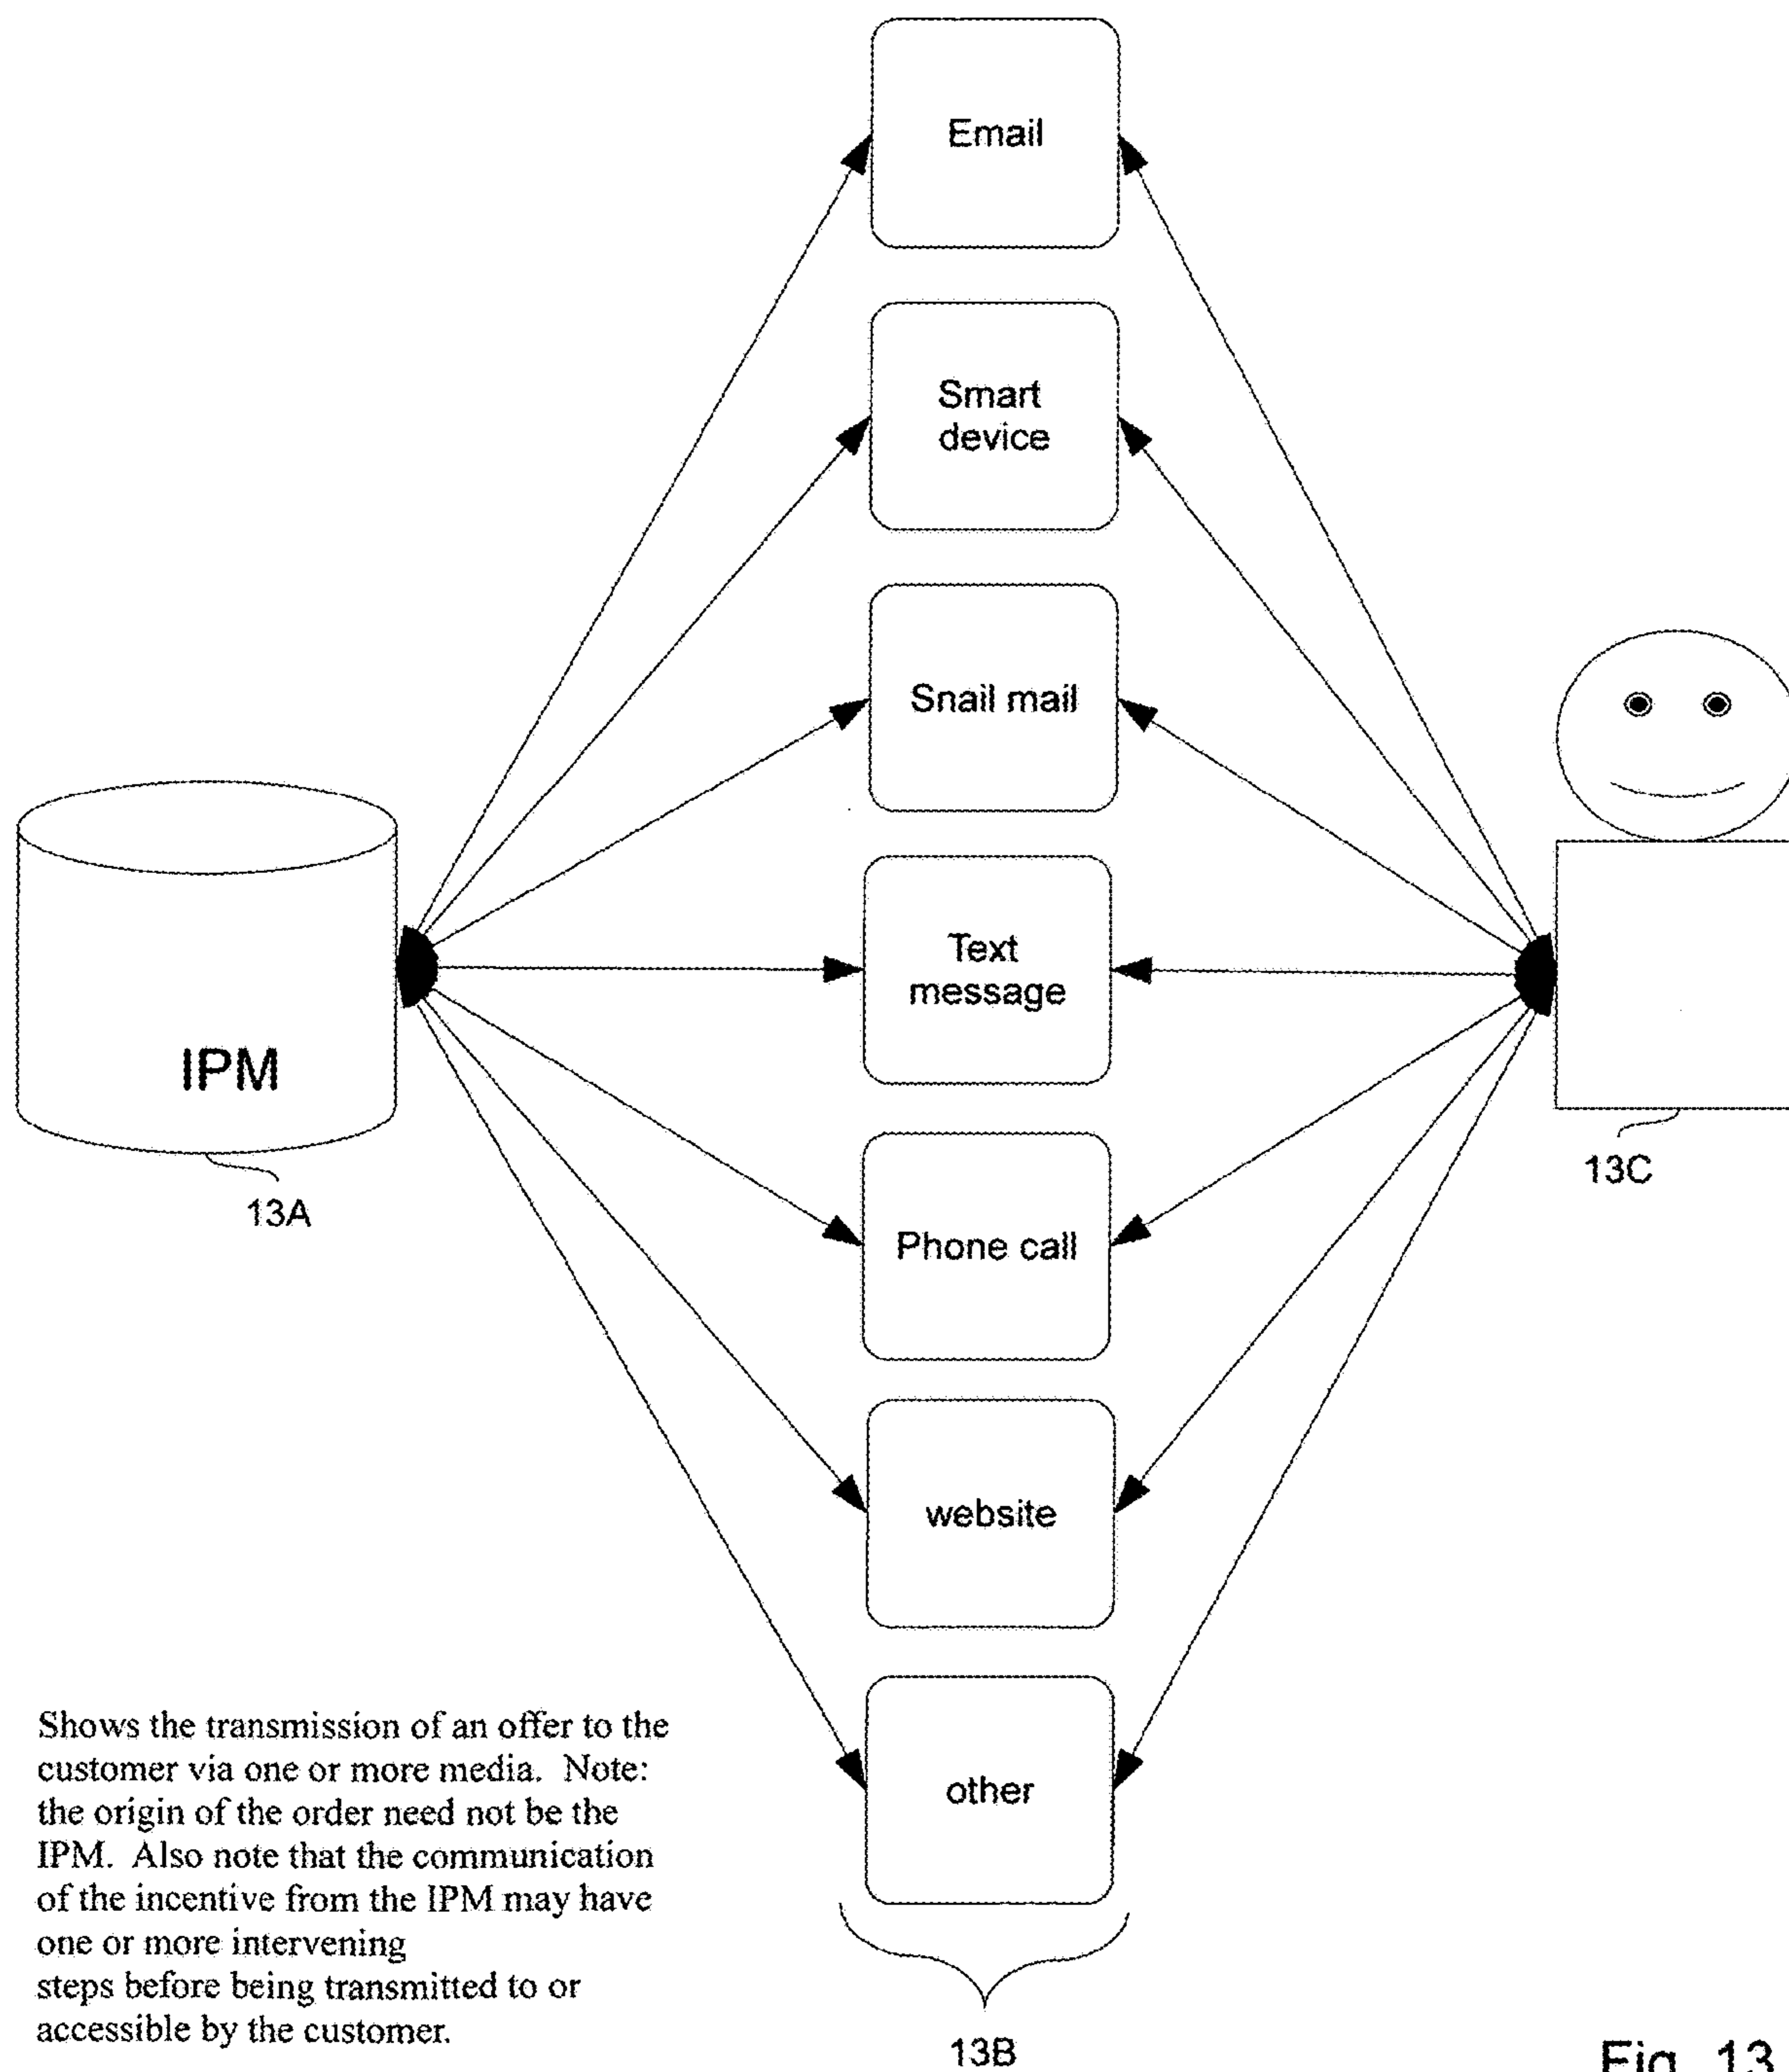 Email
Smart
device
Snail mail
Text
message
IPM
13C
13A
Phone call
website
Shows the transmission of an offer to the
customer via one or more media.  Note:
the origin of the order need not be the
IPM.  Also note that the communication
of the incentive from the IPM may have
one or more intervening
steps before being transmitted to or
accessible by the customer.
other
13B
Fig. 13